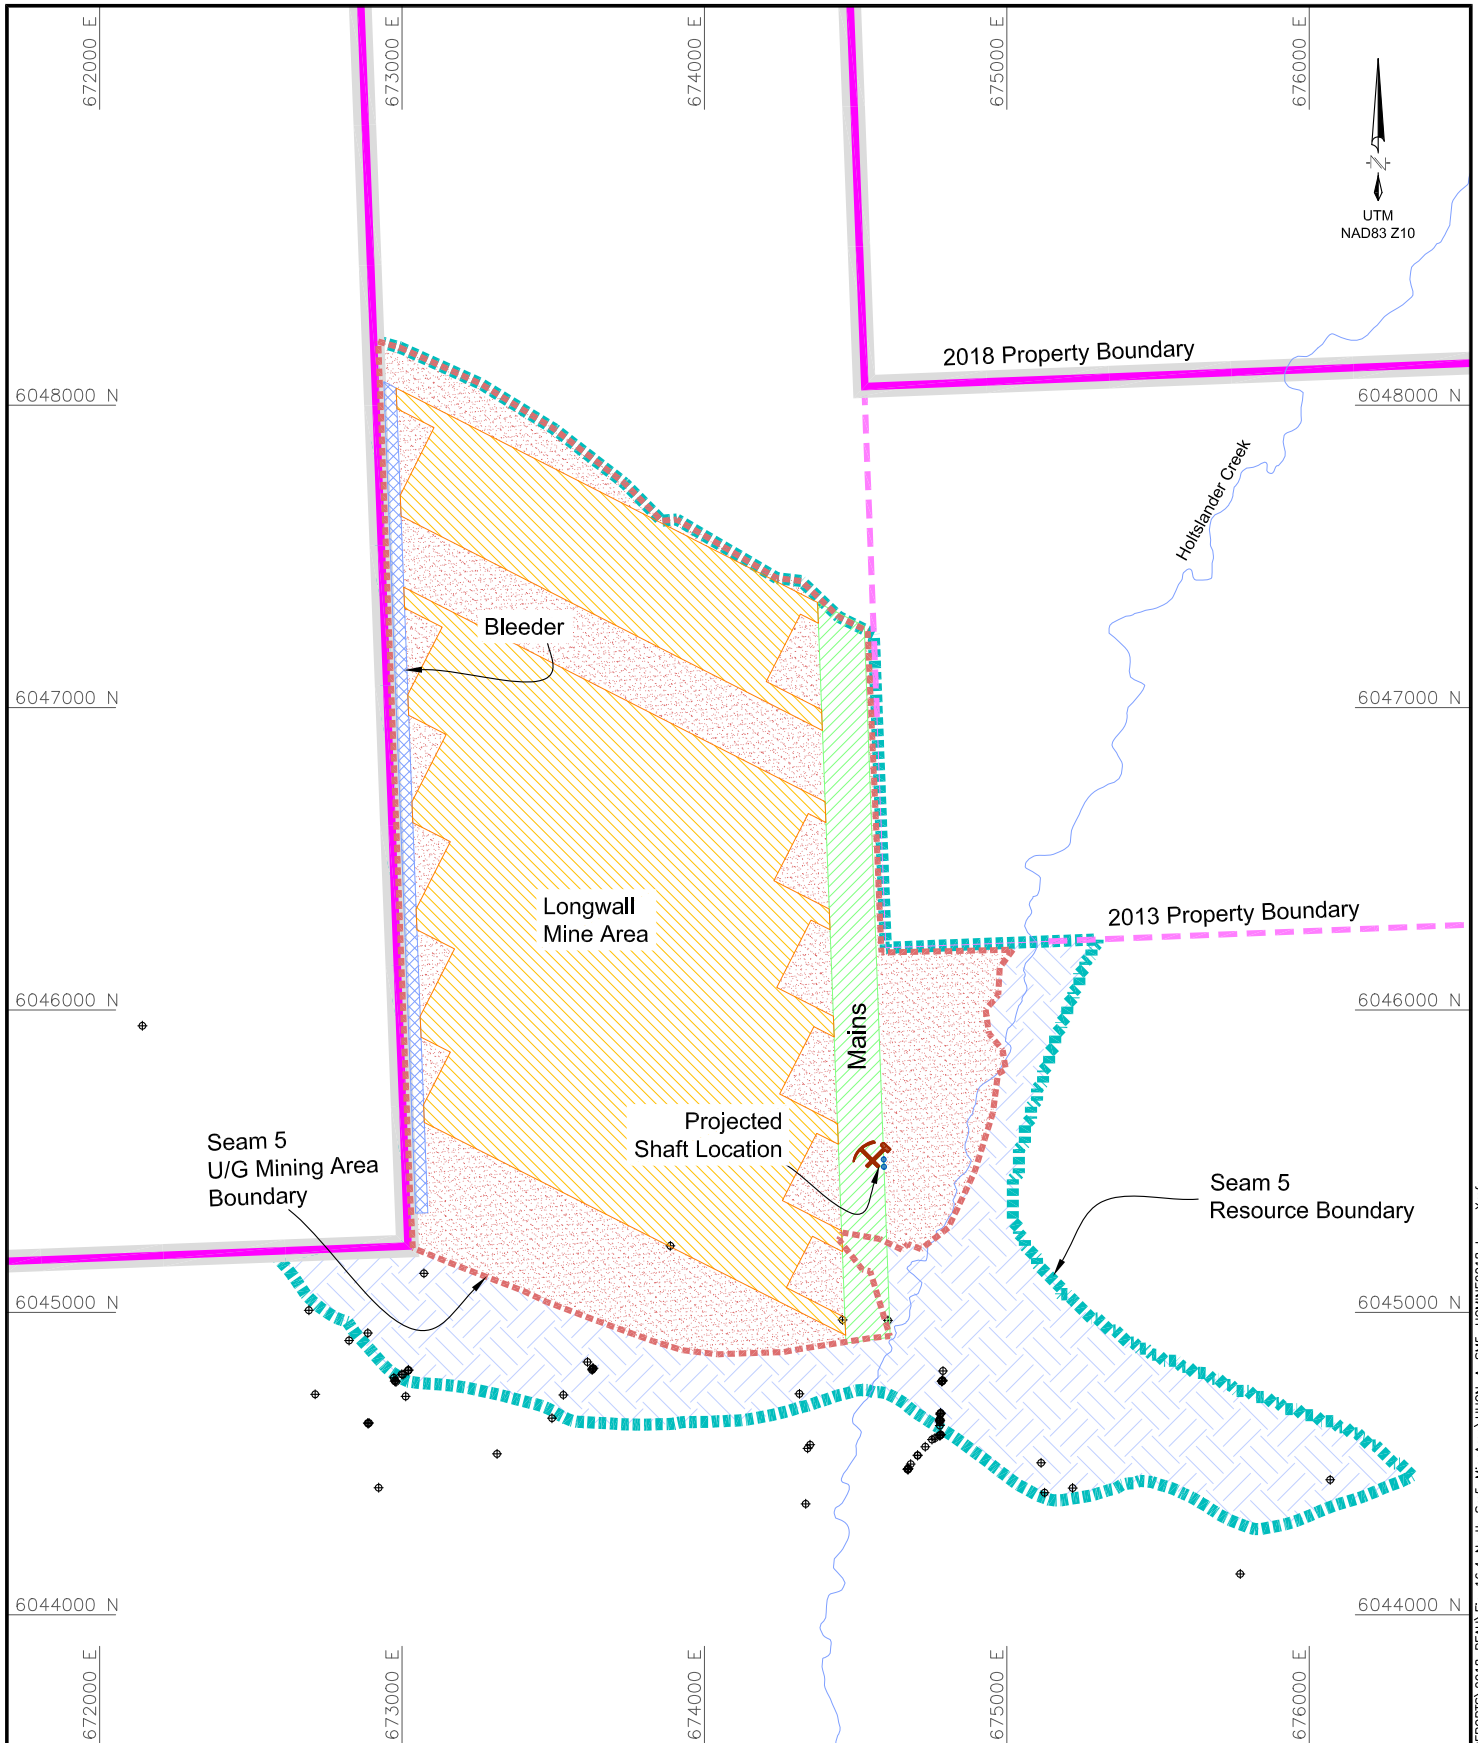 672000 E
673000 E
674000 E
675000 E
676000 E
UTM
NAD83 Z10
2018 Property Boundary
6048000 N
6048000 N
Holtslander Creek
Bleeder
6047000 N
6047000 N
Longwall
Mine Area
2013 Property Boundary
6046000 N
6046000 N
Mains
Projected
Shaft Location
Seam 5
U/G Mining Area
Boundary
Seam 5
Resource Boundary
6045000 N
6045000 N
6044000 N
6044000 N
672000 E
673000 E
674000 E
675000 E
676000 E